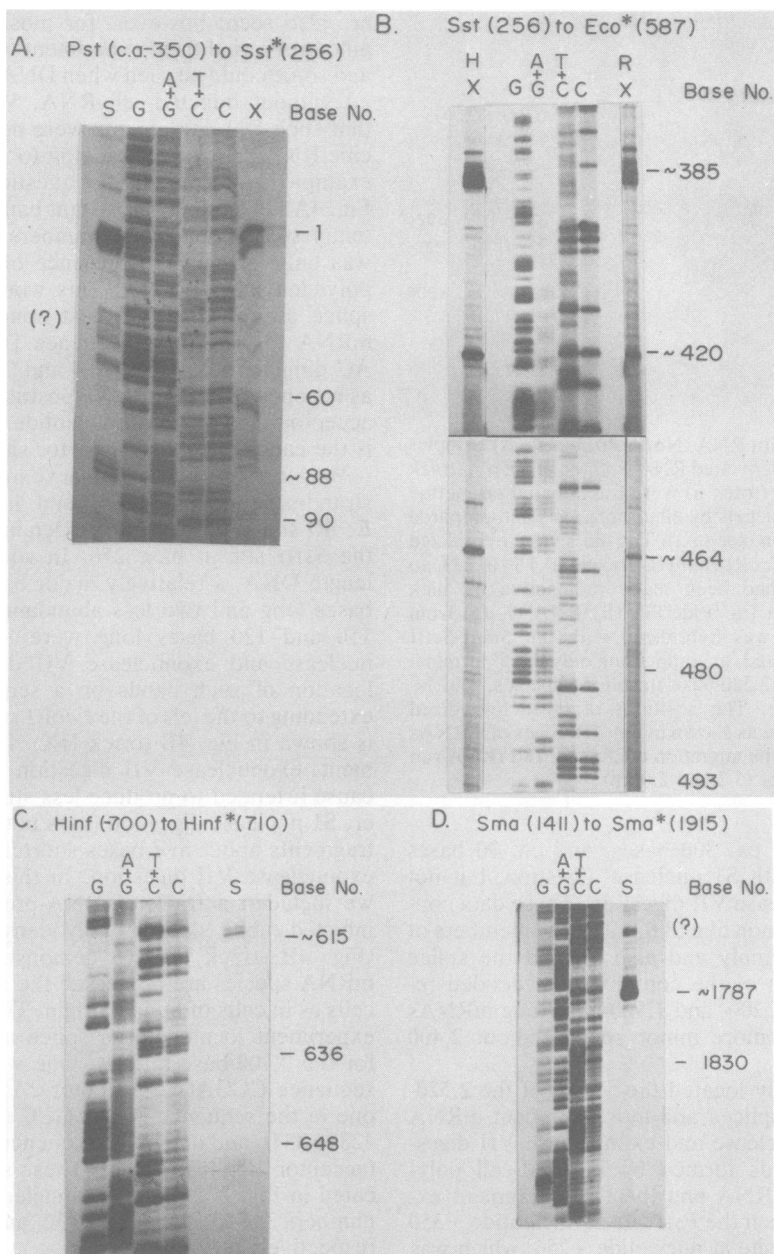 A. Pst (c.a-350) to Sst*(256)
A T
+ +
S G G C C X Base No.
1
(?)
60
~88
90
B. Sst (256) to Eco*(587)
H A T R
+ +
X G G C C X Base No.
~385
~420
~464
480
493
C. Hinf (-700) to Hinf*(710)
A T
+ +
G G C C S Base No.
~615
636
648
D. Sma (1411) to Sma*(1915)
A T
+ +
G G C C S Base No.
(?)
~1787
1830